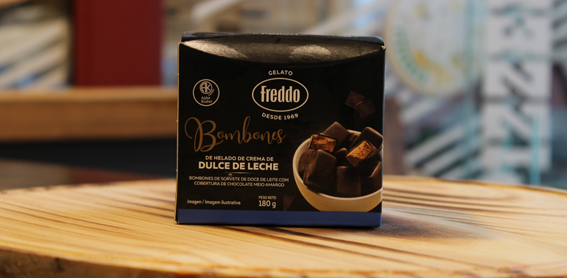 GELATO
freddo
DESDE 1969
Bombones
DE HELADO DE CREMA DE
DULCE DE LECHE
BOMBONES DE SORVETE DE DOCE DE LEITE COM
COBERTURA DE CHOCOLATE MEIO AMARGO
Imagen / Imagem Ilustrativa
PESO NETO
180 g